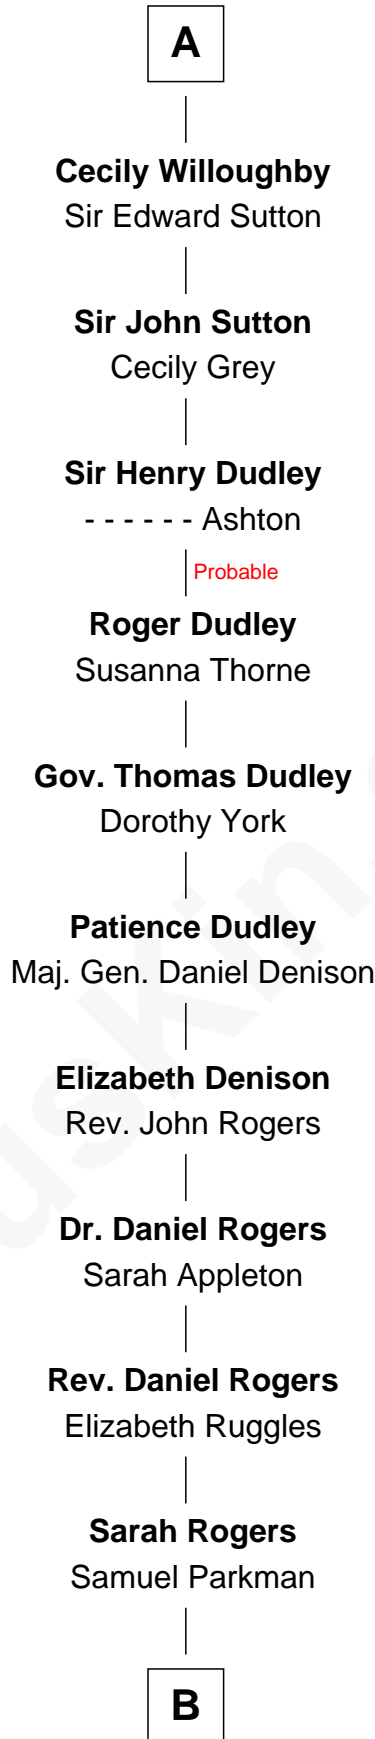 A
Cecily Willoughby
Sir Edward Sutton
Sir John Sutton
Cecily Grey
Sir Henry Dudley
- - - - - - Ashton
Probable
Roger Dudley
Susanna Thorne
Gov. Thomas Dudley
Dorothy York
Patience Dudley
Maj. Gen. Daniel Denison
Elizabeth Denison
Rev. John Rogers
Dr. Daniel Rogers
Sarah Appleton
Rev. Daniel Rogers
Elizabeth Ruggles
Sarah Rogers
Samuel Parkman
B